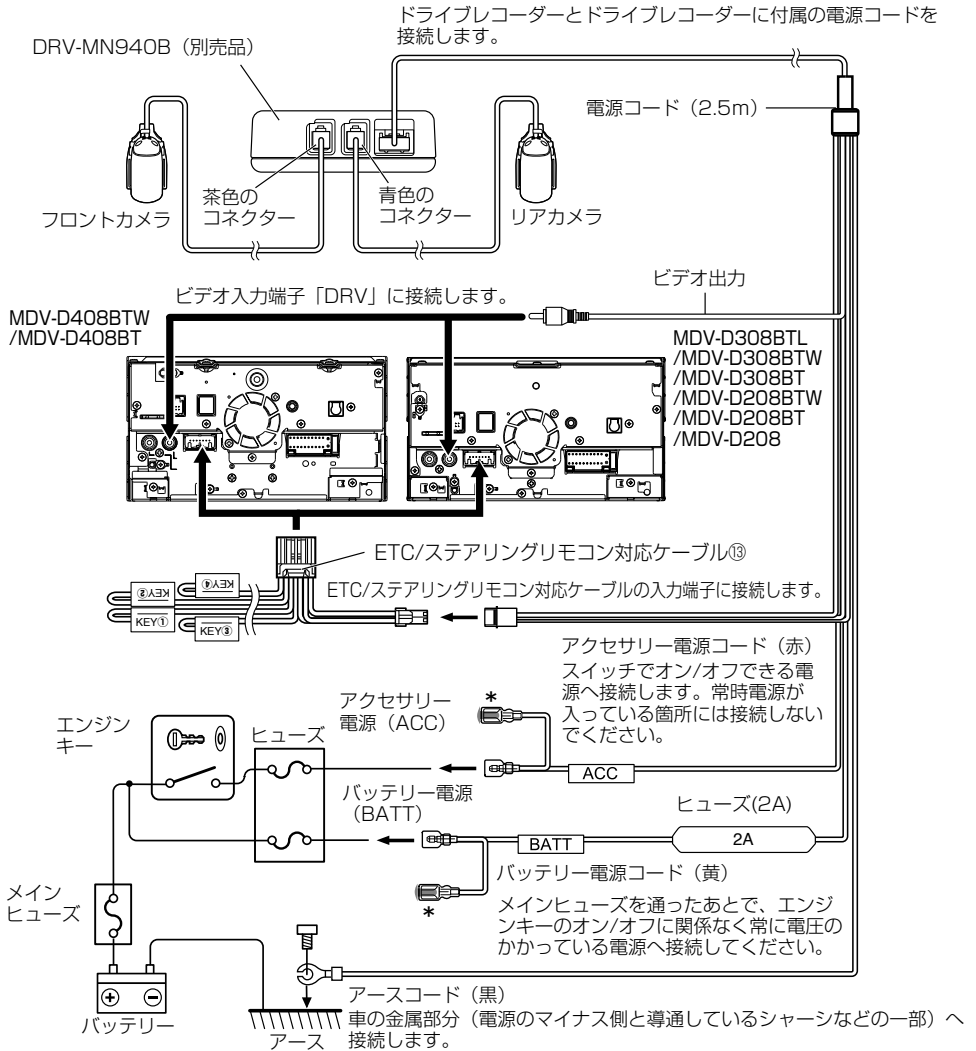 ドライブレコーダーとドライブレコーダーに付属の電源コードを
接続します。
DRV-MN940B（別売品）
電源コード（2.5m）
茶色の
コネクター
青色の
コネクター
フロントカメラ
リアカメラ
ビデオ出力
ビデオ入力端子「DRV」に接続します。
MDV-D408BTW
/MDV-D408BT
MDV-D308BTL
/MDV-D308BTW
/MDV-D308BT
/MDV-D208BTW
/MDV-D208BT
/MDV-D208
ETC/ステアリングリモコン対応ケーブル⑬
KEY②
KEY④
KEY①
KEY③
ETC/ステアリングリモコン対応ケーブルの入力端子に接続します。
アクセサリー電源コード（赤）
スイッチでオン/オフできる電
源へ接続します。常時電源が
入っている箇所には接続しない
でください。
アクセサリー
電源（ACC）
*
エンジン
キー
ヒューズ
ACC
バッテリー電源
（BATT）
ヒューズ(2A)
BATT
2A
バッテリー電源コード（黄）
*
メインヒューズを通ったあとで、エンジ
ンキーのオン/オフに関係なく常に電圧の
かかっている電源へ接続してください。
メイン
ヒューズ
+
−
バッテリー
アース
アースコード（黒）
車の金属部分（電源のマイナス側と導通しているシャーシなどの一部）へ
接続します。